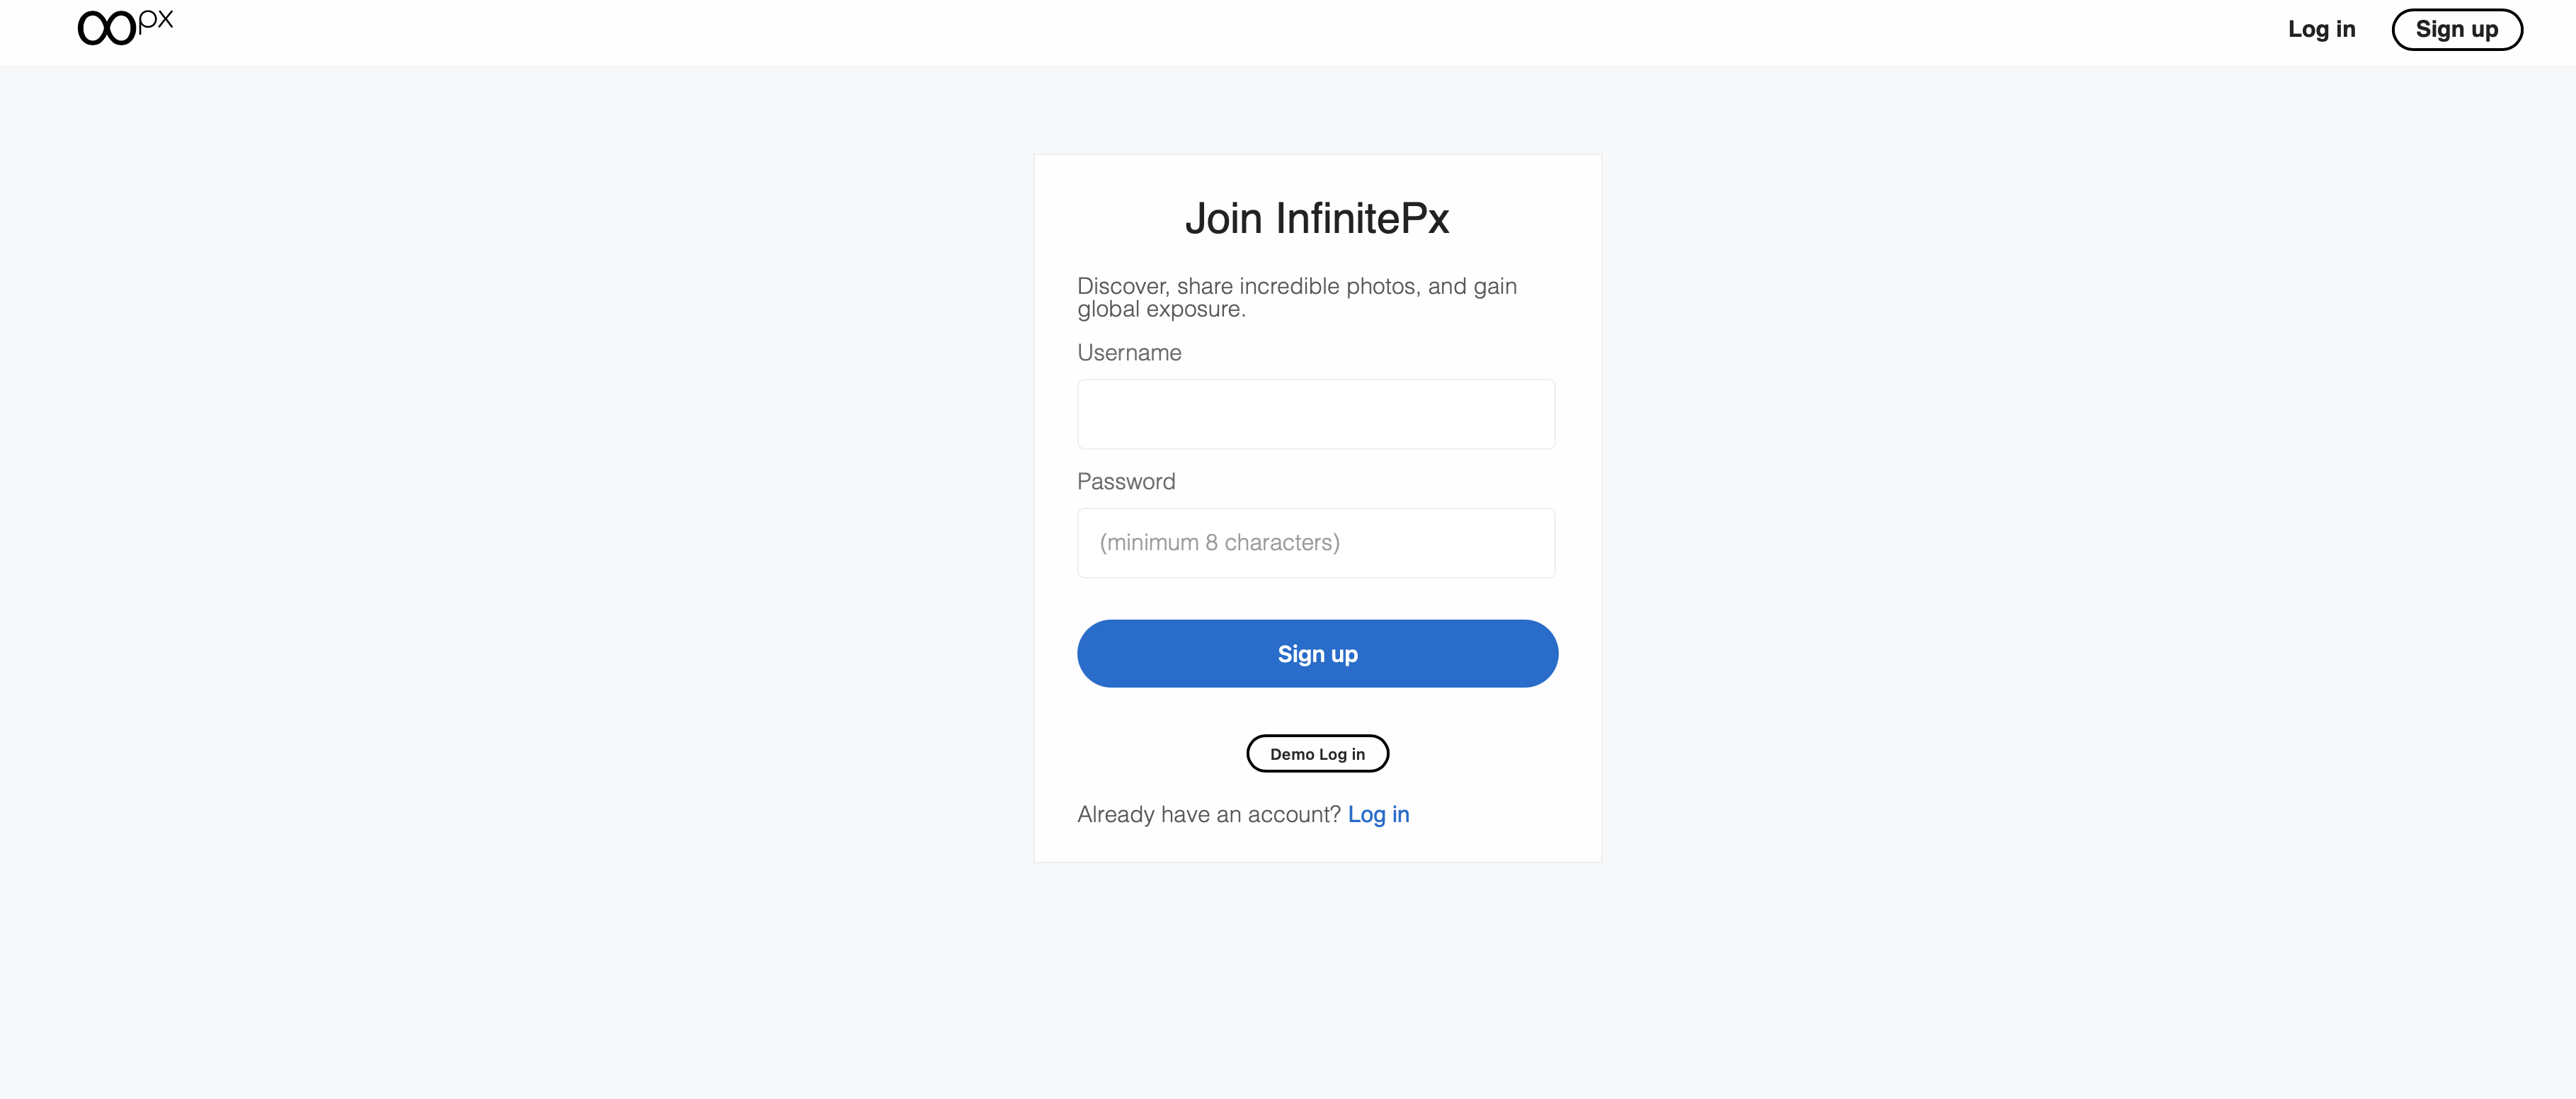 ∞px
Log in
Sign up
Join InfinitePx
Discover, share incredible photos, and gain
global exposure.
Username
Password
(minimum 8 characters)
Sign up
Demo Log in
Already have an account? Log in